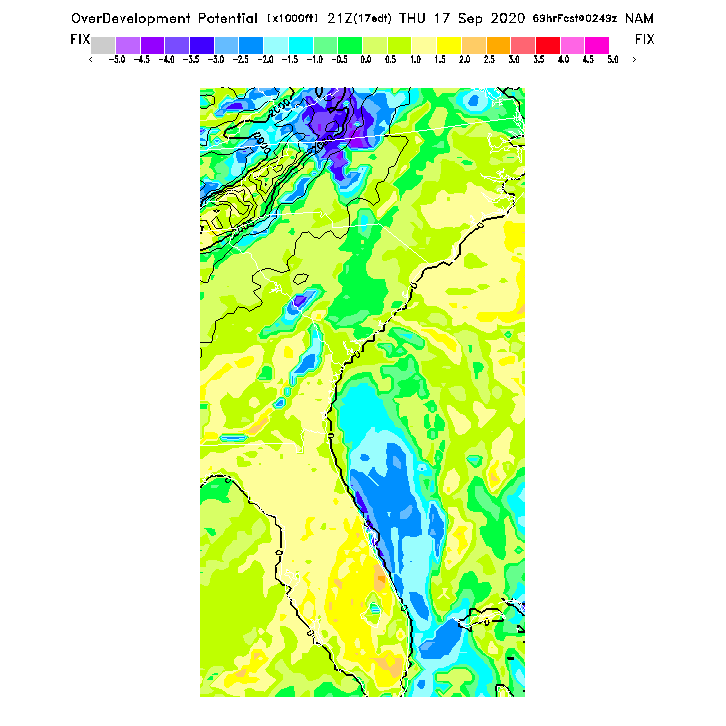 OverDevelopment Potential [x1000ft] 21Z(17edt) THU 17 Sep 2020 69hrFcst@0249z NAM
FIX FIX
< -5.0 -4.5 -4.0 -3.5 -3.0 -2.5 -2.0 -1.5 -1.0 -0.5 0.0 0.5 1.0 1.5 2.0 2.5 3.0 3.5 4.0 4.5 5.0 >
2000